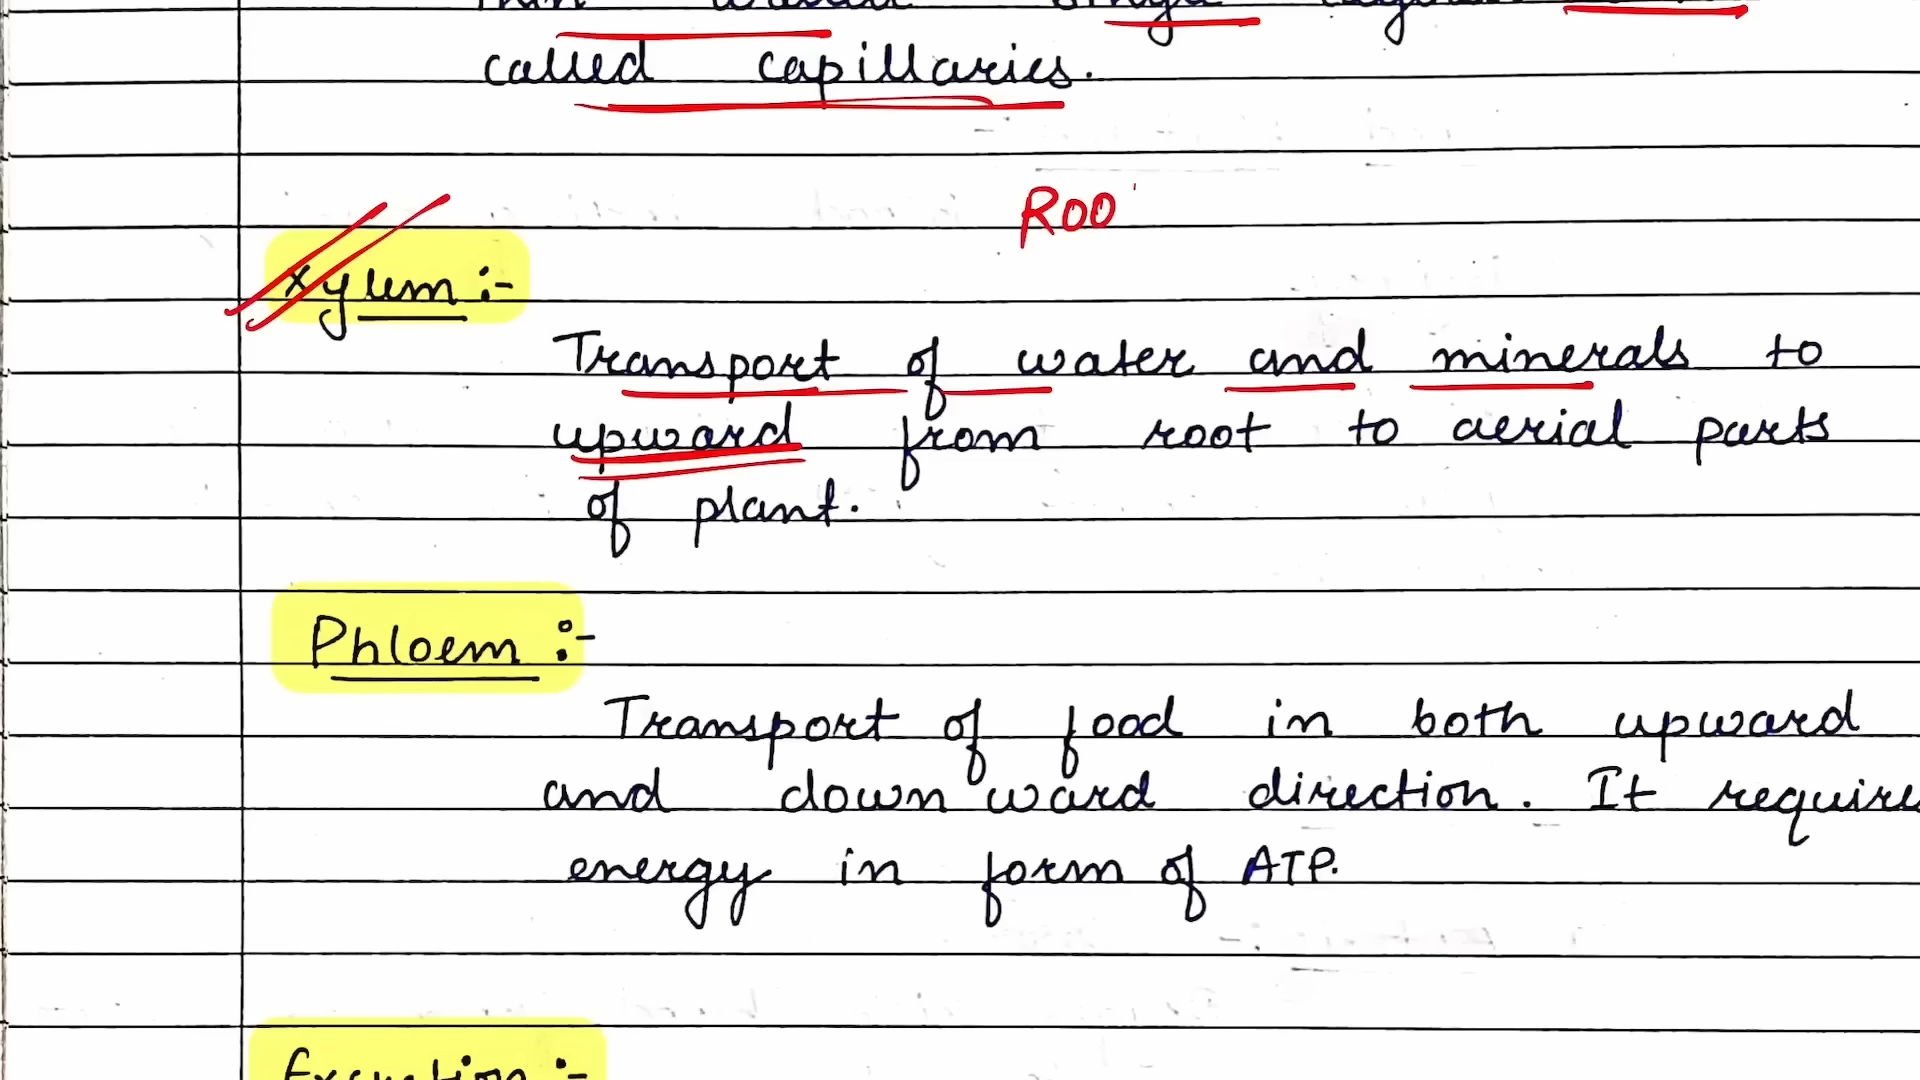 called capillaries.
ROO
Xylem :-
Transport of water and minerals to
upward from root to aerial parts
of plant.
Phloem :-
Transport of food in both upward
and downward direction. It require
energy in form of ATP.
Excretion :-